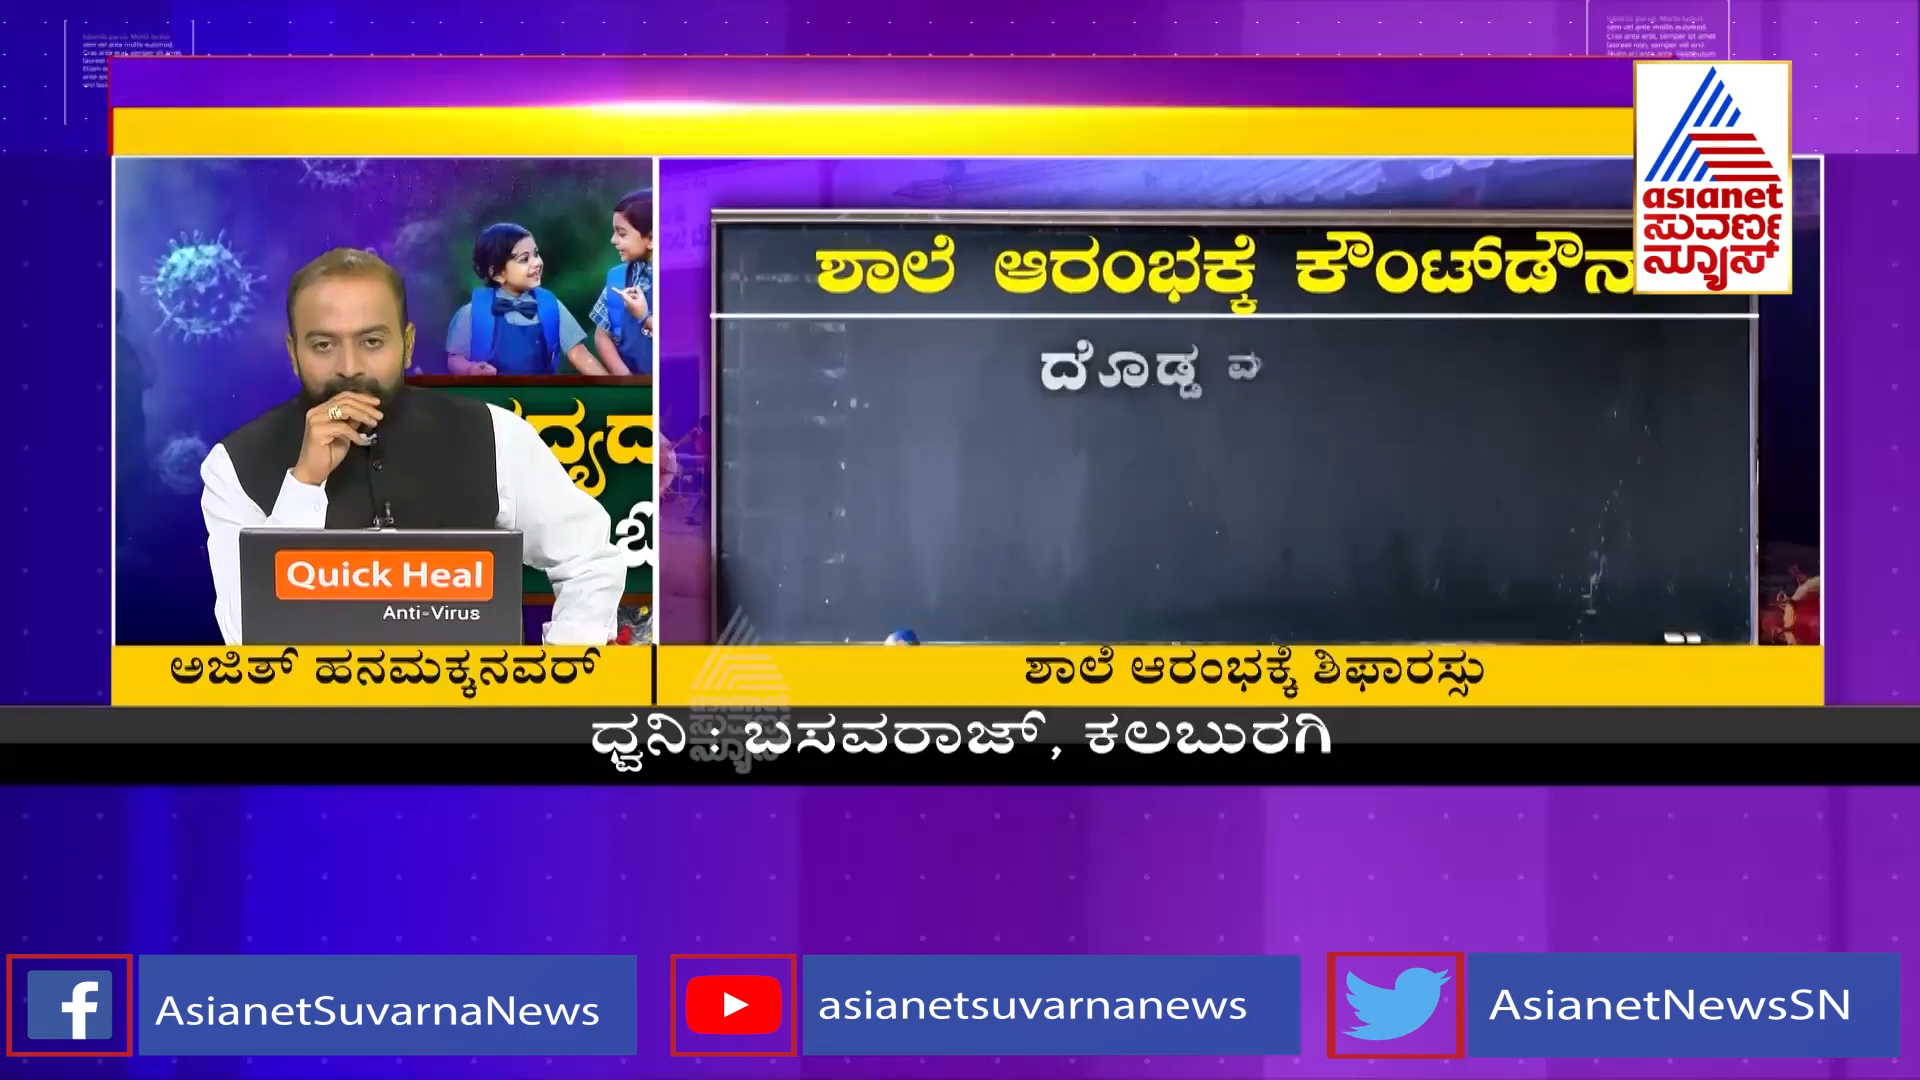 asianet
ಸುವರ್ಣ
ನ್ಯೂಸ್
ಶಾಲೆ ಆರಂಭಕ್ಕೆ ಕೌಂಟ್‌ಡೌನ್
ದೊಡ್ಡ
Quick Heal
Anti-Virus
ಅಜಿತ್ ಹನಮಕ್ಕನವರ್
ಶಾಲೆ ಆರಂಭಕ್ಕೆ ಶಿಫಾರಸ್ಸು
ಧ್ವನಿ : ಬಸವರಾಜ್, ಕಲಬುರಗಿ
AsianetSuvarnaNews
asianetsuvarnanews
AsianetNewsSN